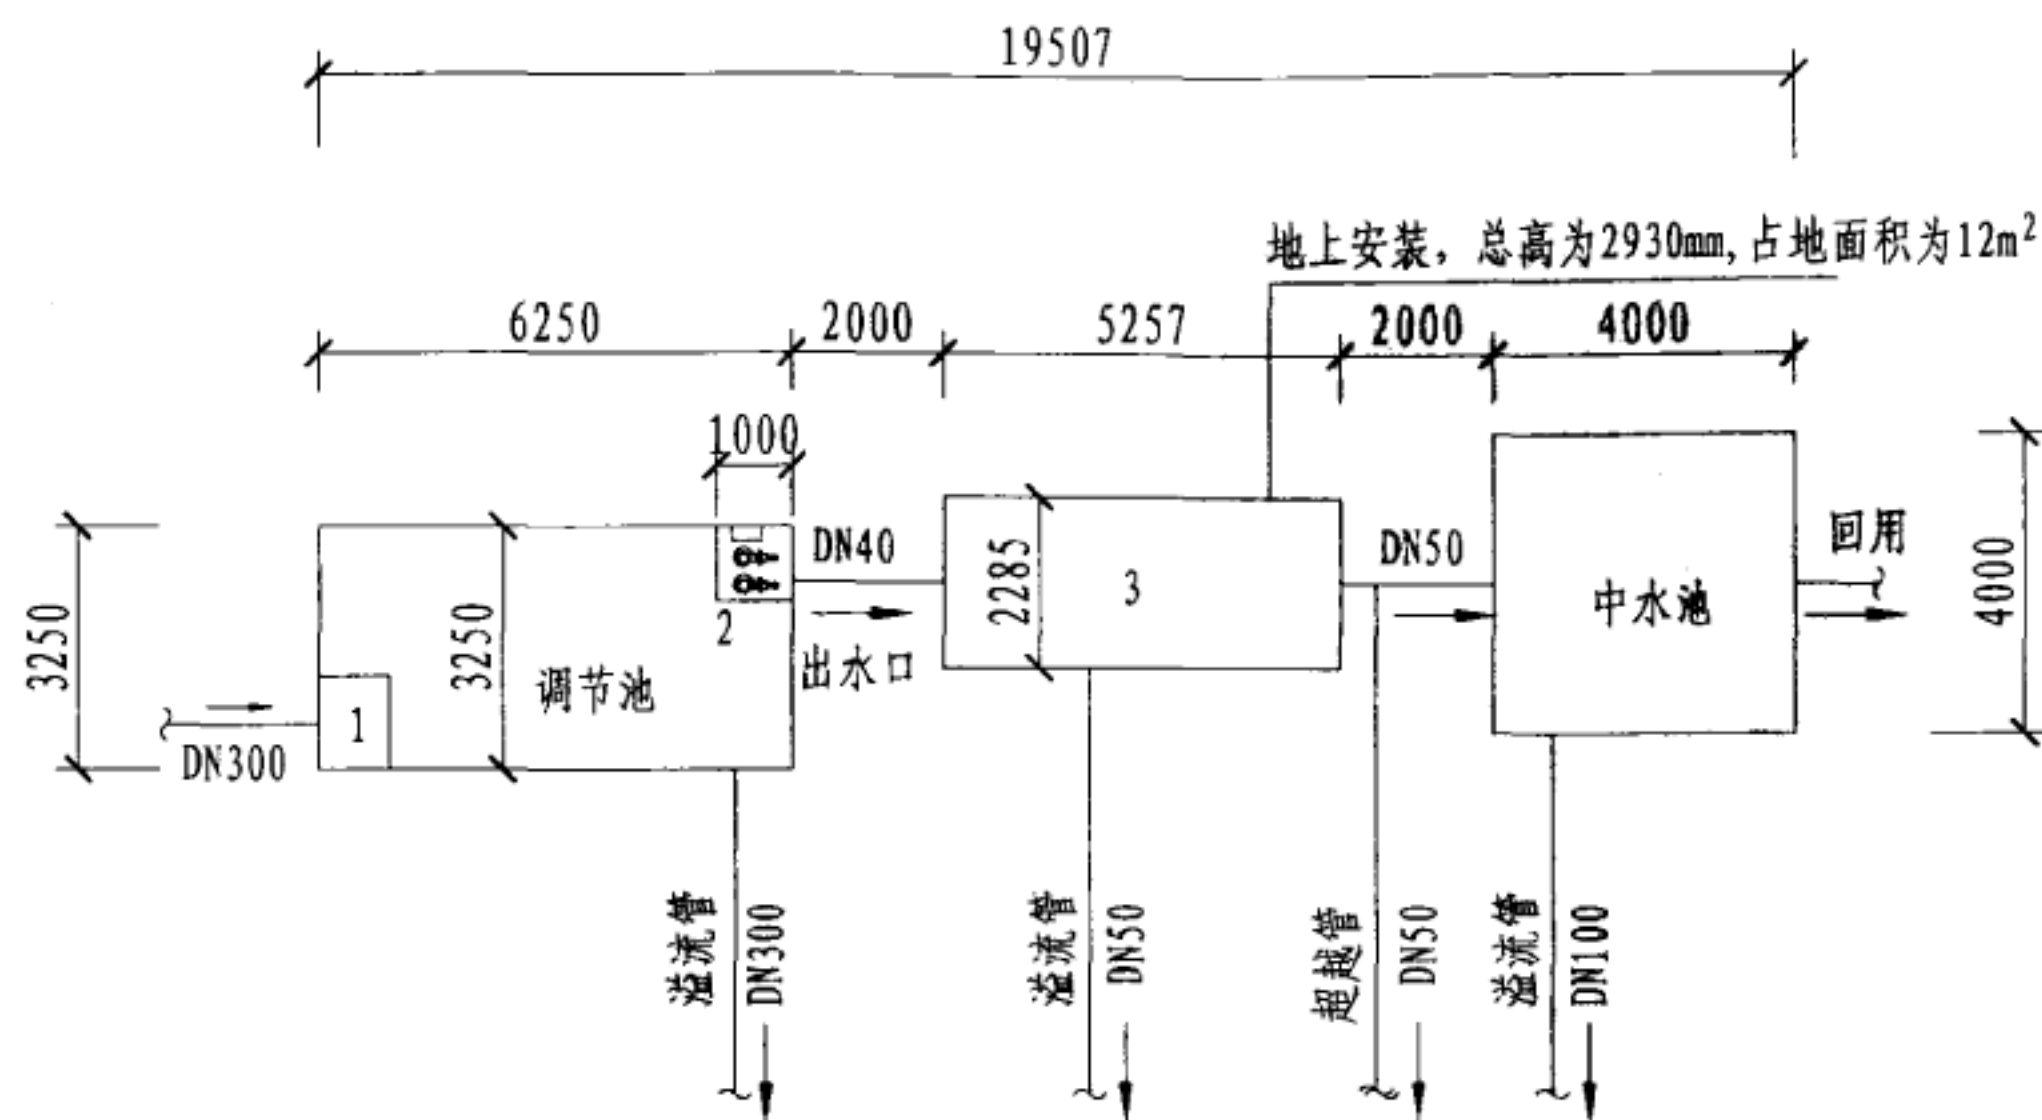 19507
地上安装，总高为2930mm,占地面积为12m²
6250
2000
5257
2000
4000
1000
3250
3250
DN300
1
2
调节池
DN40
出水口
2285
3
DN50
中水池
回用
4000
溢流管
DN300
溢流管
DN50
超越管
DN50
溢流管
DN100